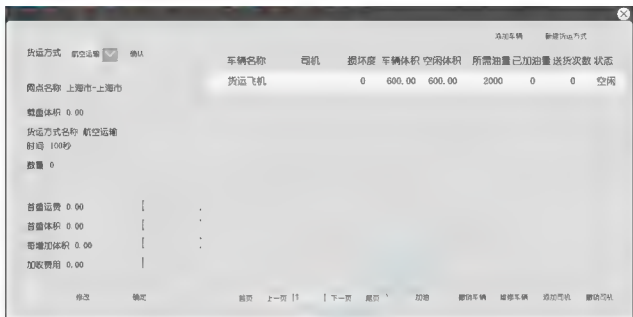 添加车辆 新建货运方式
货运方式 航空运输 确认
车辆名称 司机 损坏度 车辆体积 空闲体积 所需油量 已加油量 送货次数 状态
货运飞机 0 600.00 600.00 2000 0 0 空闲
网点名称 上海市-上海市
载重体积 0.00
货运方式名称 航空运输
时间 100秒
数量 0
首重运费 0.00
首重体积 0.00
每增加体积 0.00
加收费用 0.00
修改 确定
首页 上一页 1 下一页 尾页 加油 撤销车辆 维修车辆 添加司机 撤销司机